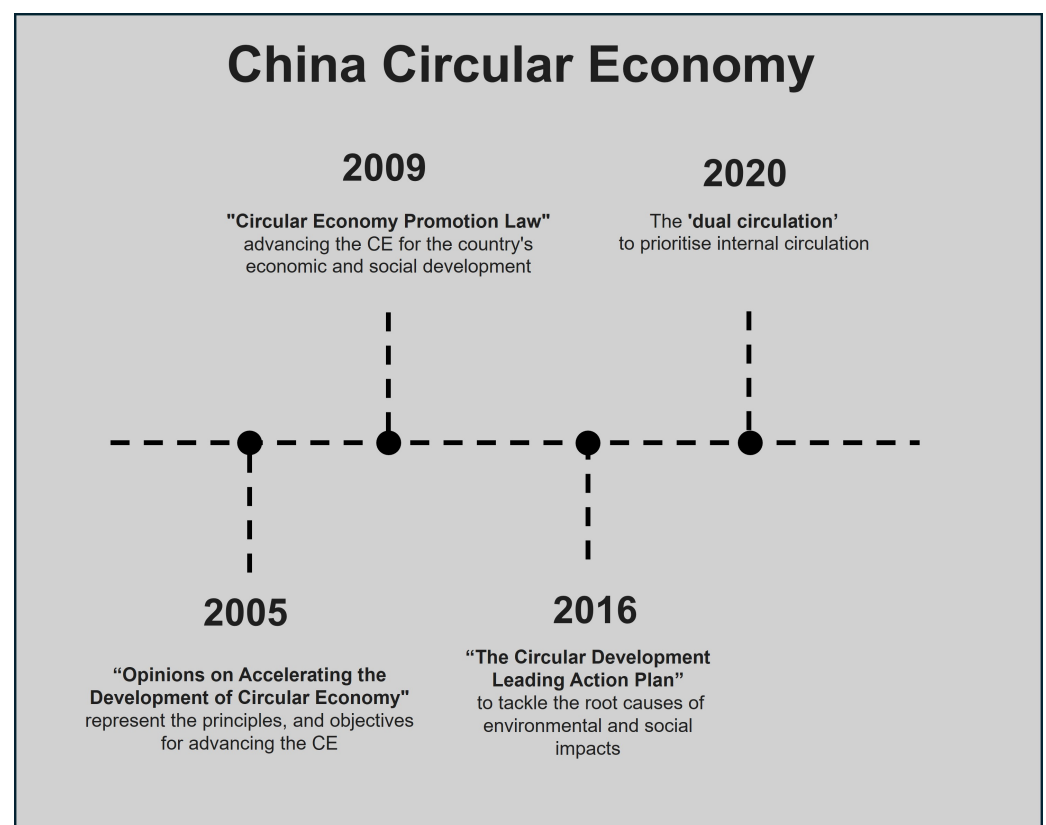 China Circular Economy
2009
"Circular Economy Promotion Law"
advancing the CE for the country's
economic and social development
2020
The 'dual circulation’
to prioritise internal circulation
2005
“Opinions on Accelerating the
Development of Circular Economy"
represent the principles, and objectives
for advancing the CE
2016
“The Circular Development
Leading Action Plan”
to tackle the root causes of
environmental and social
impacts